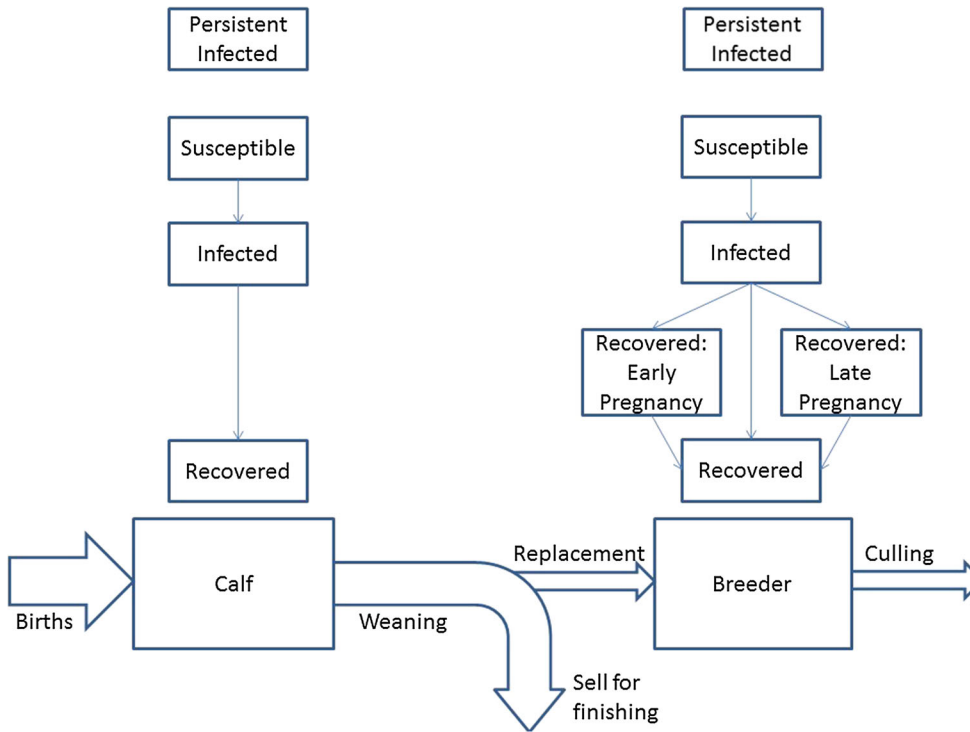 Persistent
Infected
Susceptible
Infected
Recovered
Persistent
Infected
Susceptible
Infected
Recovered:
Early
Pregnancy
Recovered:
Late
Pregnancy
Recovered
Births
Calf
Weaning
Replacement
Sell for
finishing
Breeder
Culling